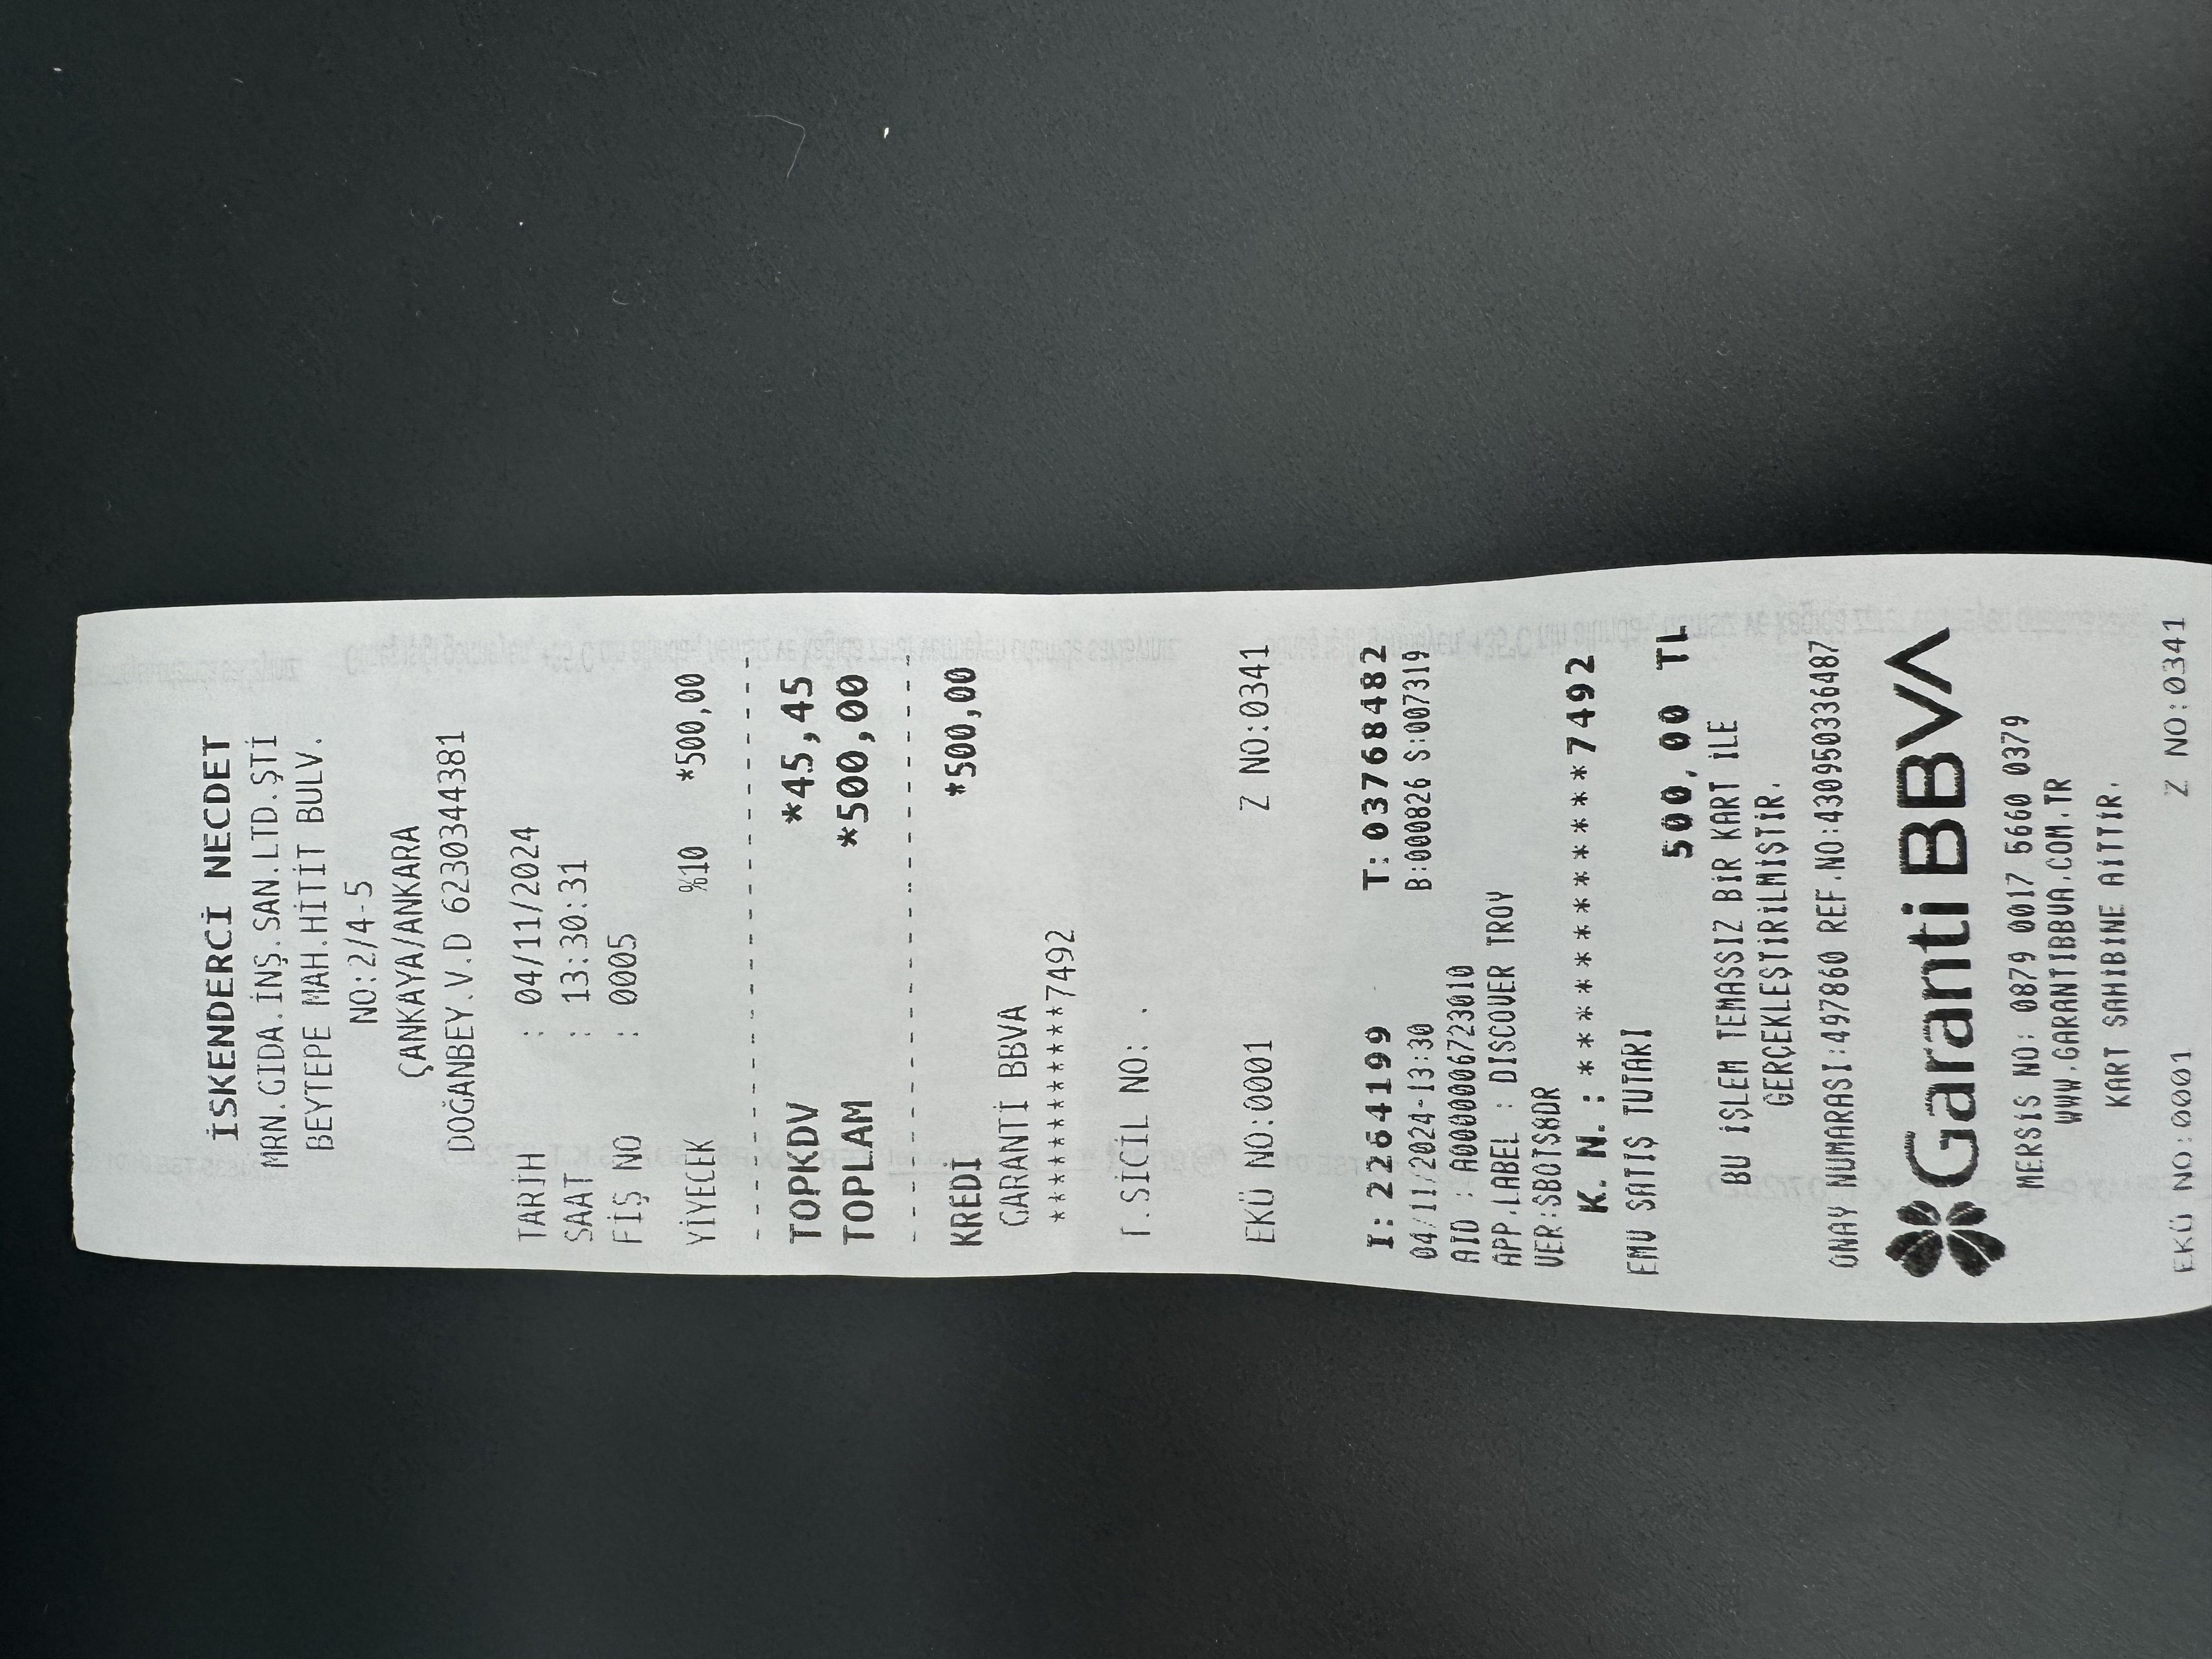 İSKENDERCİ NECDET
MRN.GIDA.İNŞ.SAN.LTD.ŞTİ
BEYTEPE MAH.HİTİT BULV.
NO:2/4-5
ÇANKAYA/ANKARA
DOĞANBEY.V.D 6230344381
TARİH : 04/11/2024
SAAT : 13:30:31
FİŞ NO : 0005
YİYECEK %10 *500,00
TOPKDV *45,45
TOPLAM *500,00
KREDİ *500,00
GARANTİ BBVA
************7492
T.SİCİL NO: .
EKÜ NO:0001 Z NO:0341
I: 2264199 T: 03768482
04/11/2024-13:30 B:000826 S:007319
AID : A0000006723010
APP.LABEL : DISCOVER TROY
VER:SBOTS8DR
K. N. :************7492
EMV SATIŞ TUTARI
500,00 TL
BU İŞLEM TEMASSIZ BİR KART İLE
GERÇEKLEŞTİRİLMİŞTİR.
ONAY NUMARASI:497860 REF.NO:430950336487
Garanti BBVA
MERSİS NO: 0879 0017 5660 0379
WWW.GARANTIBBVA.COM.TR
KART SAHİBİNE AİTTİR.
EKÜ NO:0001 Z NO:0341